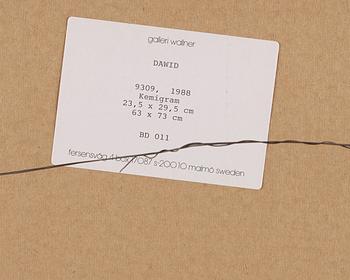 galleri wallner
DAWID
9309, 1988
Kemigram
23,5 x 29,5 cm
63 x 73 cm
BD 011
fersensväg 4 box 17087 s-200 10 malmö sweden